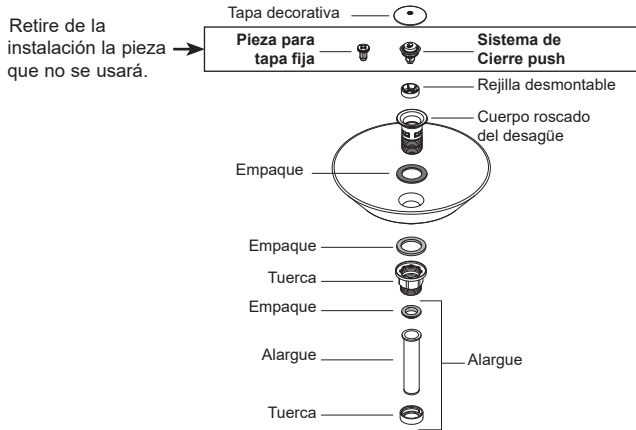 Tapa decorativa
Retire de la
instalación la pieza
que no se usará.
Pieza para
tapa fija
Sistema de
Cierre push
Rejilla desmontable
Cuerpo roscado
del desagüe
Empaque
Empaque
Tuerca
Empaque
Alargue
Alargue
Tuerca